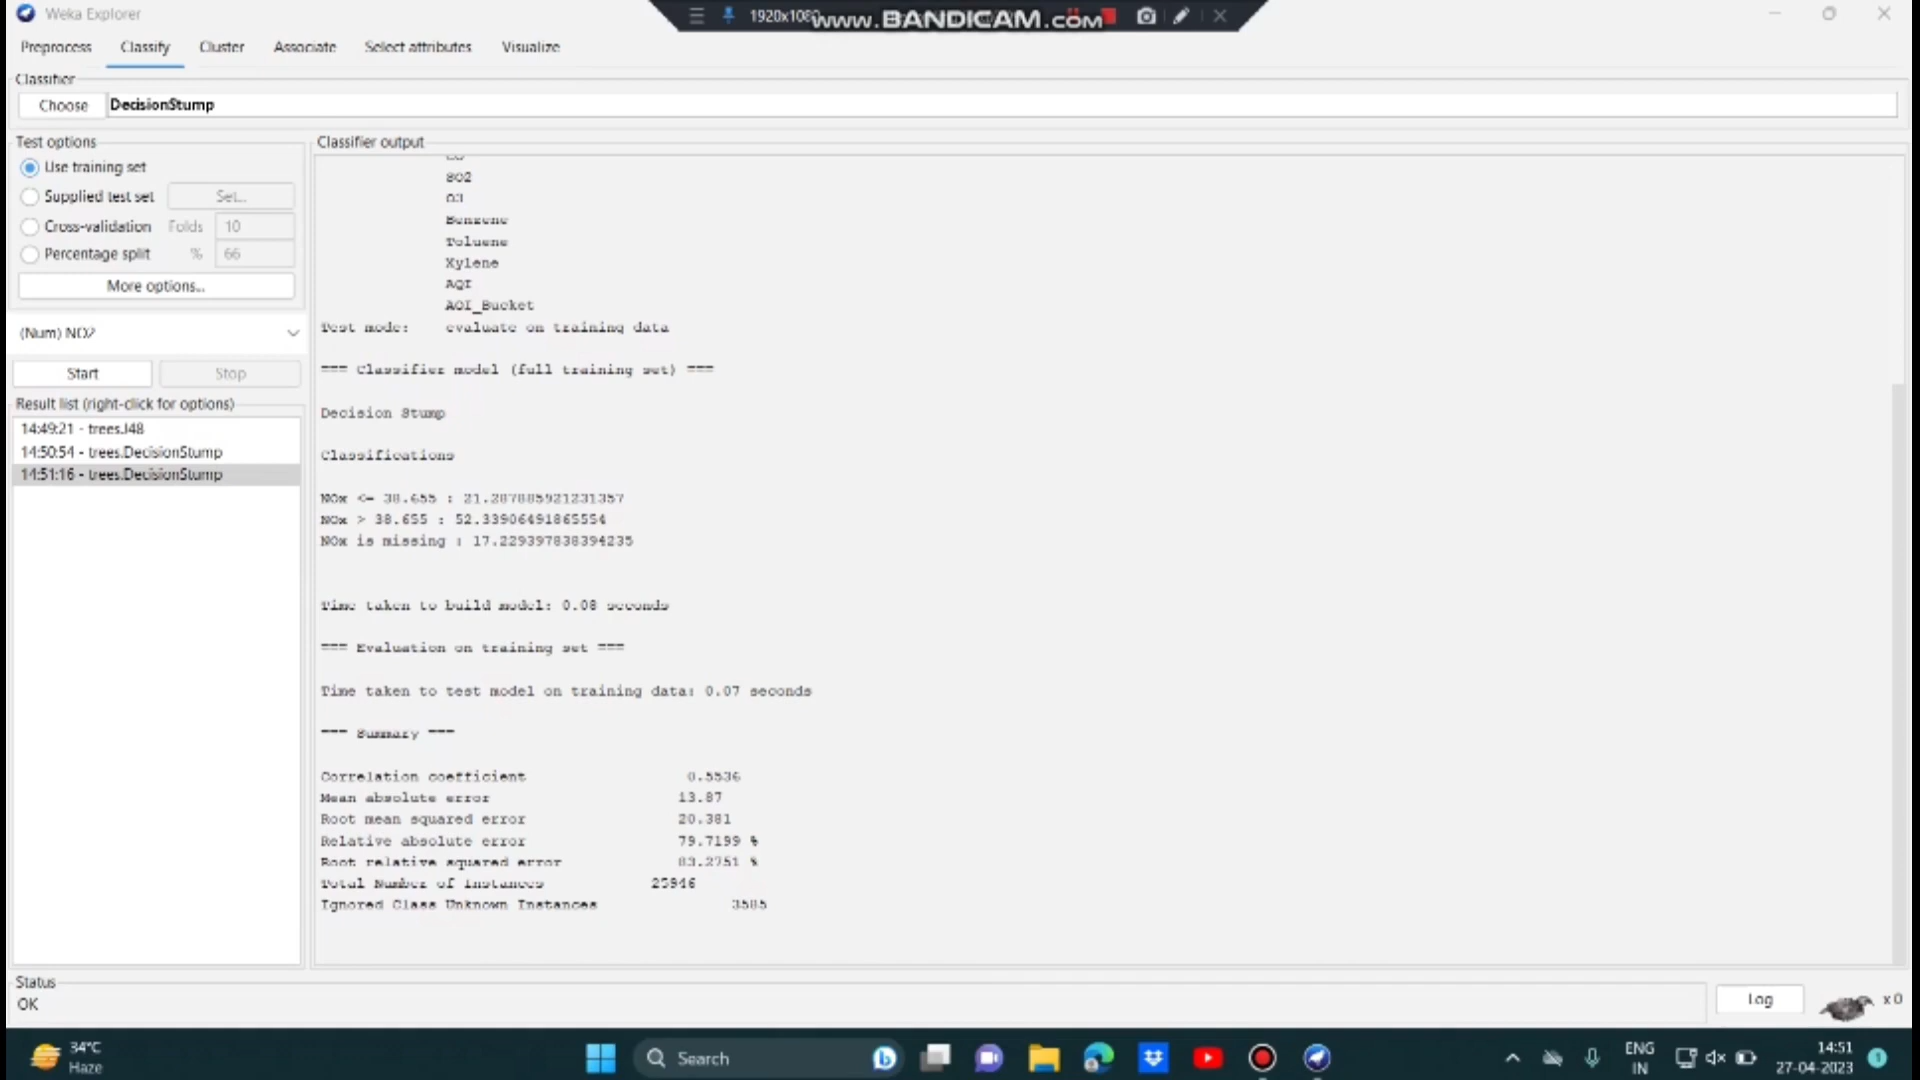 Weka Explorer
1920x1080
www.BANDICAM.com
Preprocess Classify Cluster Associate Select attributes Visualize
Classifier
Choose DecisionStump
Test options
Use training set
Supplied test set Set...
Cross-validation Folds 10
Percentage split % 66
More options...
(Num) NO2
Start Stop
Result list (right-click for options)
14:49:21 - trees.J48
14:50:54 - trees.DecisionStump
14:51:16 - trees.DecisionStump
Classifier output
SO2
O3
Benzene
Toluene
Xylene
AQI
AQI_Bucket
Test mode: evaluate on training data
=== Classifier model (full training set) ===
Decision Stump
Classifications
NOx <= 38.655 : 21.287885921231357
NOx > 38.655 : 52.33906491865554
NOx is missing : 17.229397838394235
Time taken to build model: 0.08 seconds
=== Evaluation on training set ===
Time taken to test model on training data: 0.07 seconds
=== Summary ===
Correlation coefficient 0.5536
Mean absolute error 13.87
Root mean squared error 20.381
Relative absolute error 79.7199 %
Root relative squared error 83.2751 %
Total Number of Instances 25946
Ignored Class Unknown Instances 3585
Status
OK
Log x 0
34°C
Haze
Search
ENG
IN
14:51
27-04-2023
1